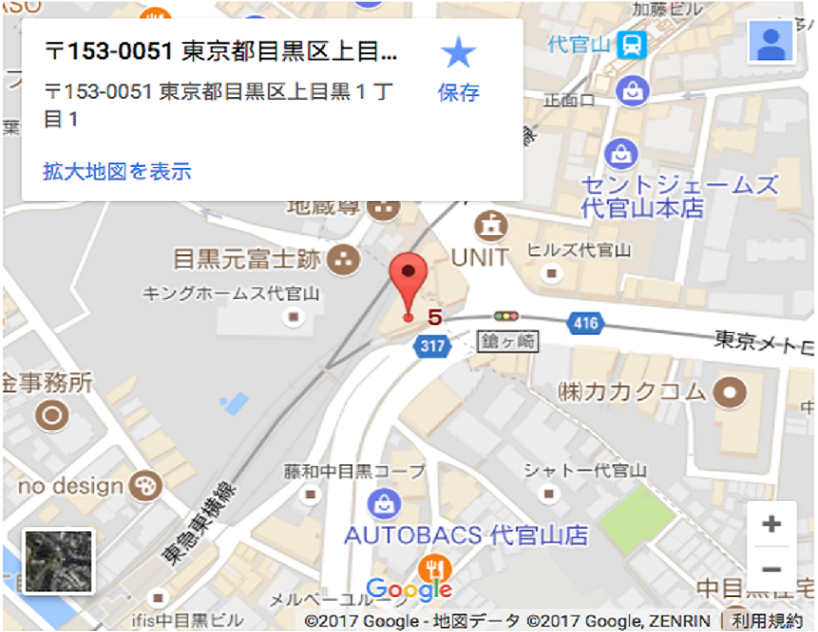 加藤ビル
〒153-0051 東京都目黒区上目...
〒153-0051 東京都目黒区上目黒1丁
目1
拡大地図を表示
保存
代官山
正面口
セントジェームス
代官山本店
地蔵尊
UNIT
ヒルズ代官山
目黒元富士跡
キングホームス代官山
5
416
317
鎗ヶ崎
東京メトロ
金事務所
㈱カカクコム
no design
藤和中目黒コープ
シャトー代官山
AUTOBACS 代官山店
東急東横線
Google
メルベーユルーフ
中目黒住宅
ifis中目黒ビル
+
−
©2017 Google - 地図データ ©2017 Google, ZENRIN
利用規約